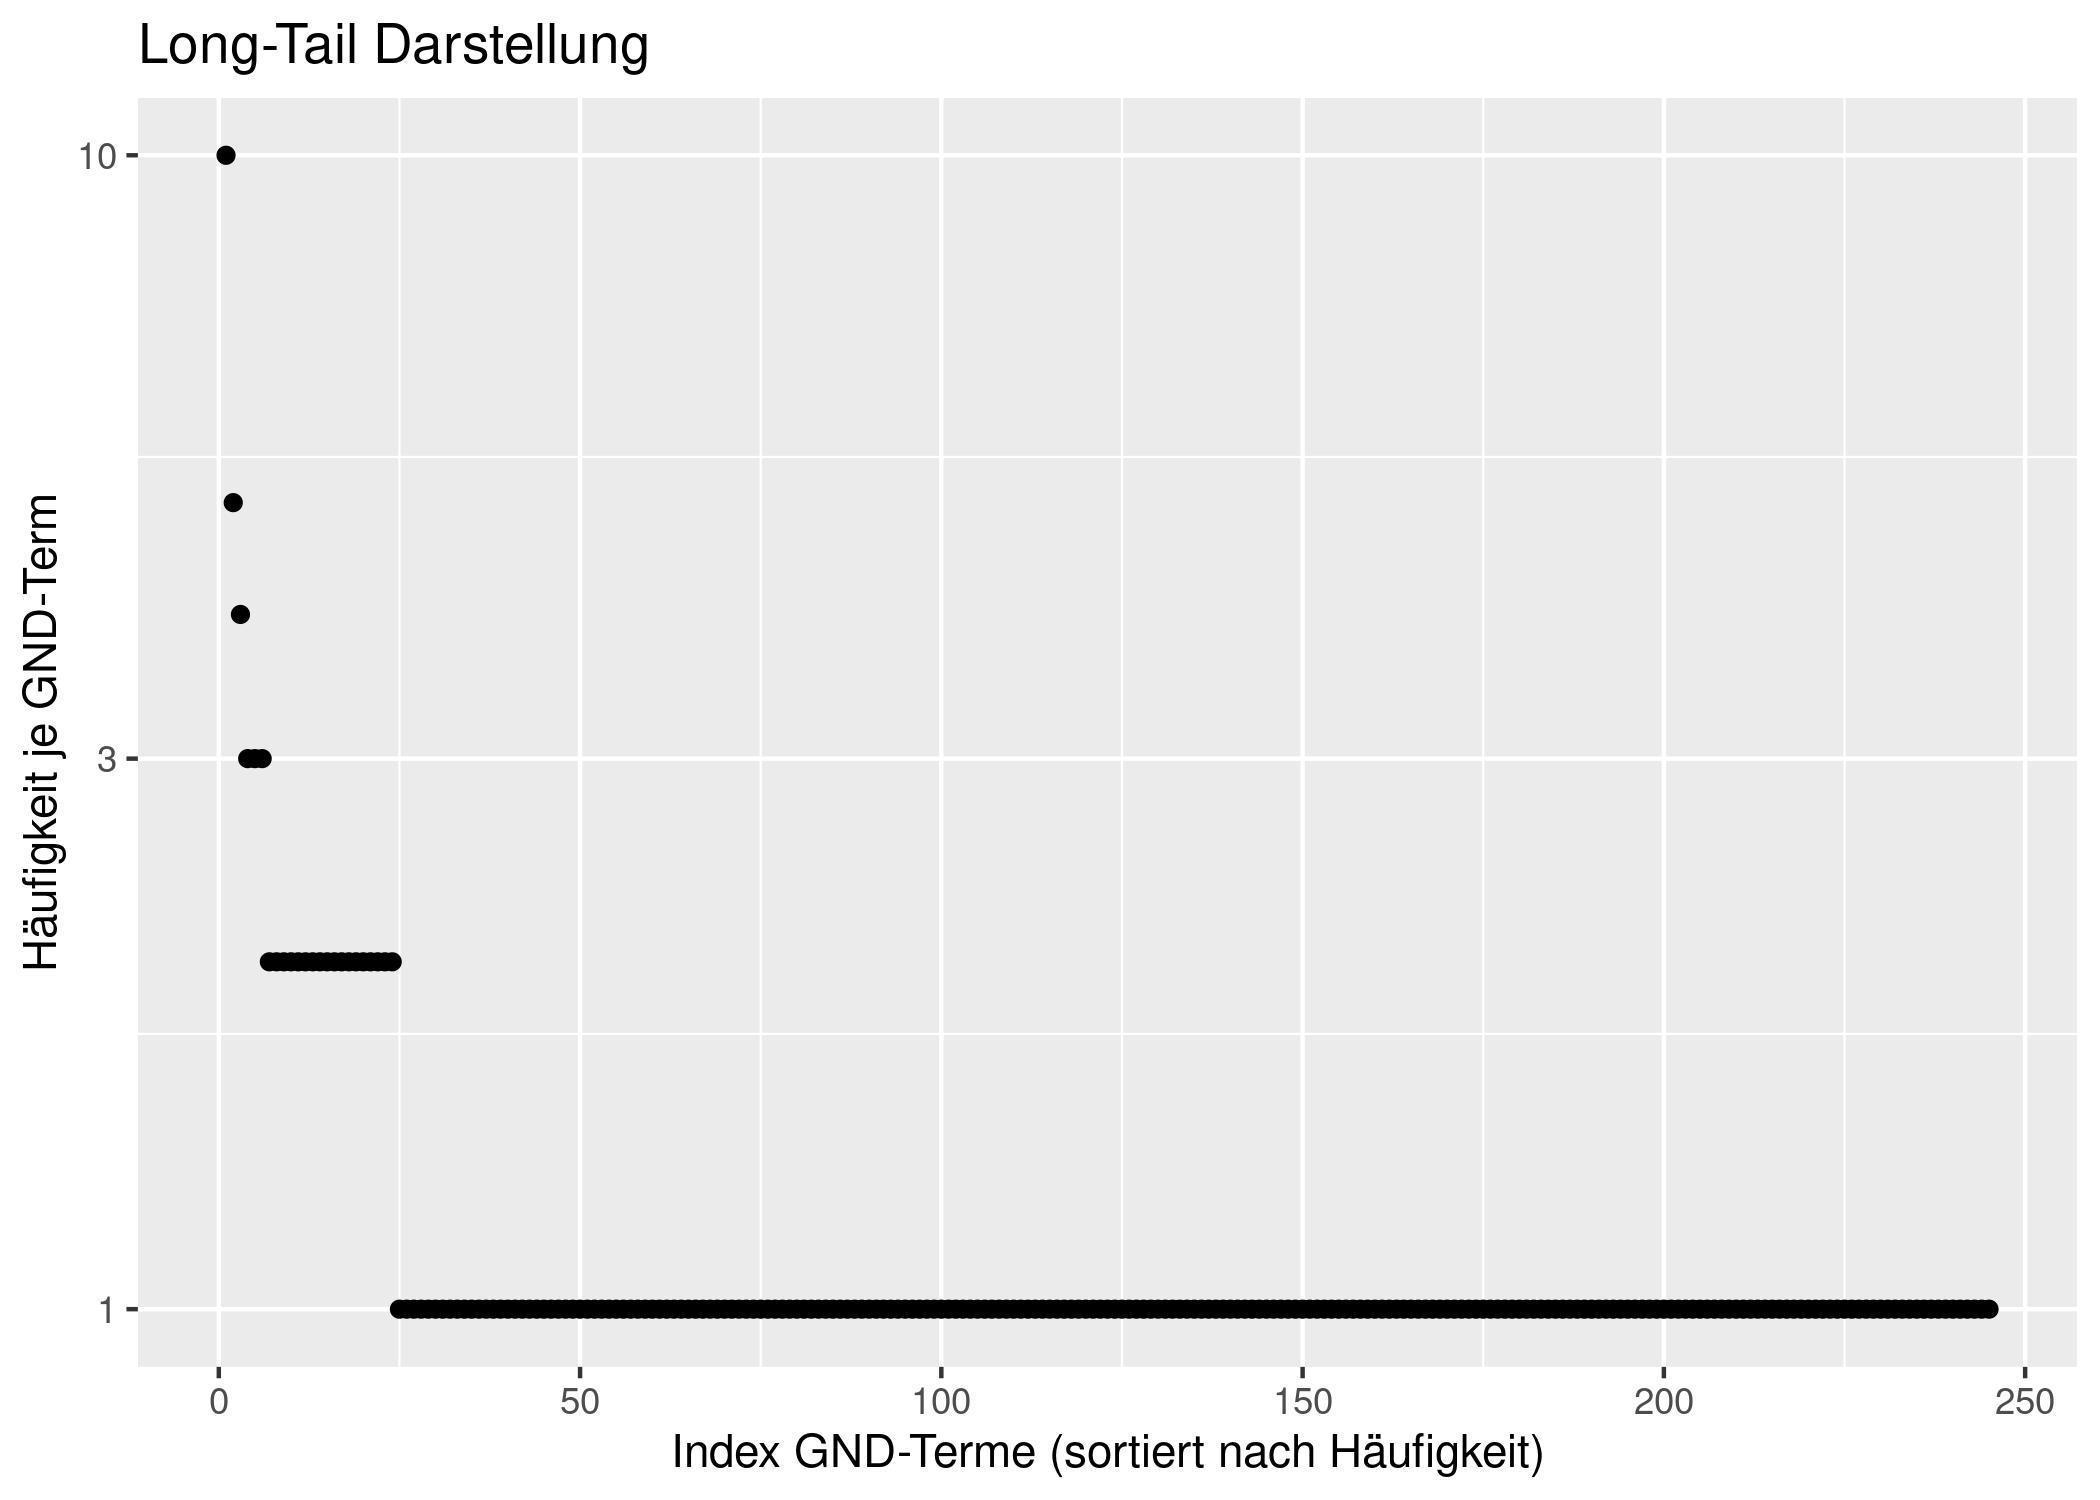 Long-Tail Darstellung
Häufigkeit je GND-Term
10
3
1
0 50 100 150 200 250
Index GND-Terme (sortiert nach Häufigkeit)